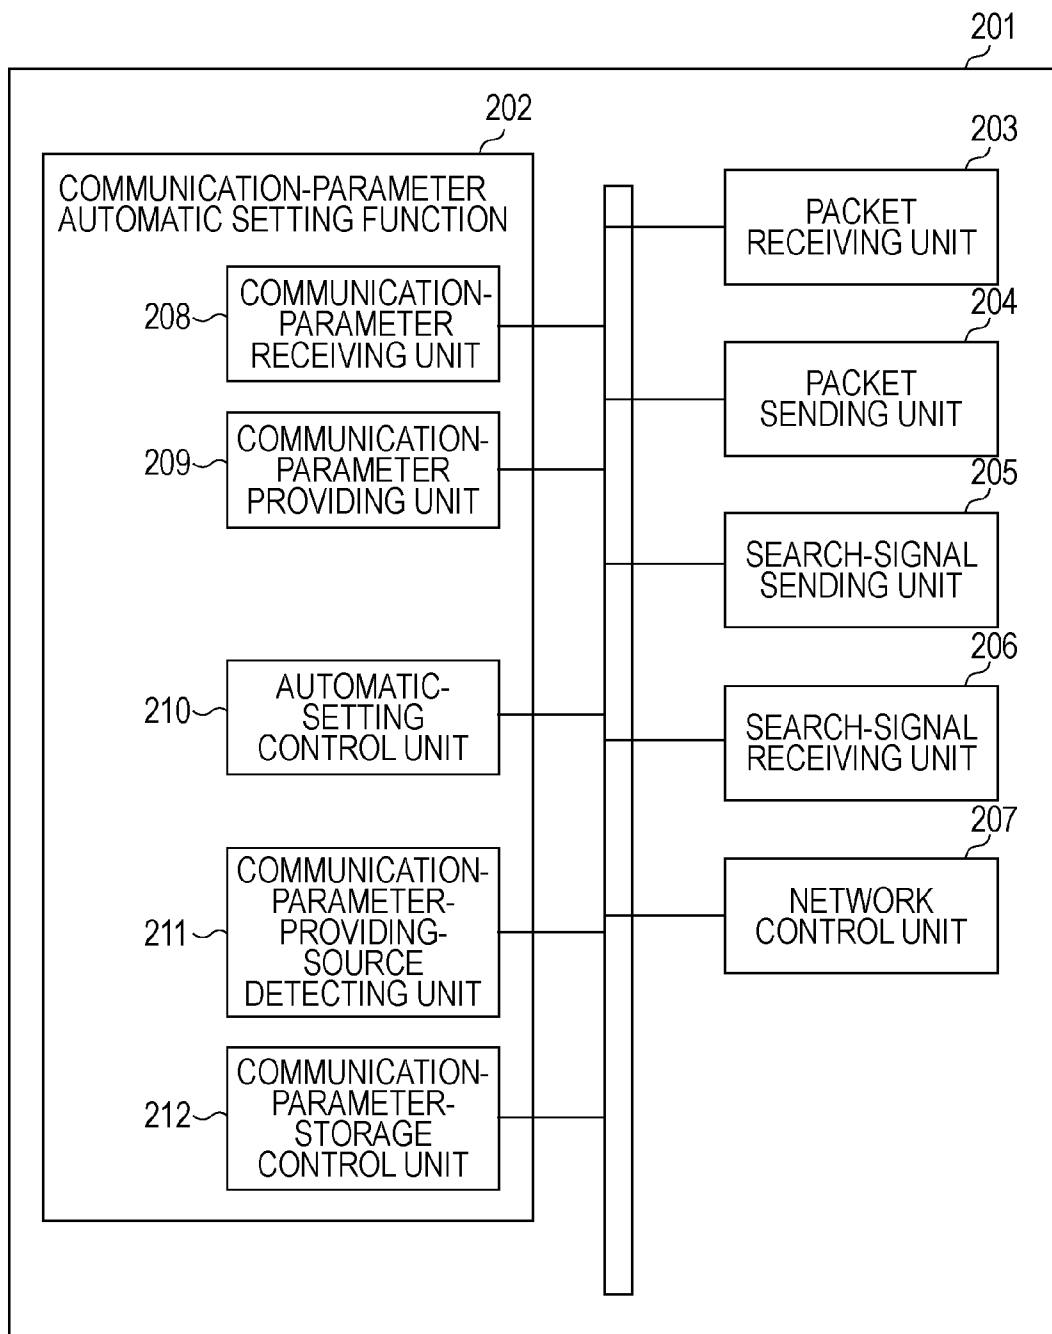 201
202
COMMUNICATION-PARAMETER
AUTOMATIC SETTING FUNCTION
208
COMMUNICATION-
PARAMETER
RECEIVING UNIT
209
COMMUNICATION-
PARAMETER
PROVIDING UNIT
210
AUTOMATIC-
SETTING
CONTROL UNIT
211
COMMUNICATION-
PARAMETER-
PROVIDING-
SOURCE
DETECTING UNIT
212
COMMUNICATION-
PARAMETER-
STORAGE
CONTROL UNIT
203
PACKET
RECEIVING UNIT
204
PACKET
SENDING UNIT
205
SEARCH-SIGNAL
SENDING UNIT
206
SEARCH-SIGNAL
RECEIVING UNIT
207
NETWORK
CONTROL UNIT